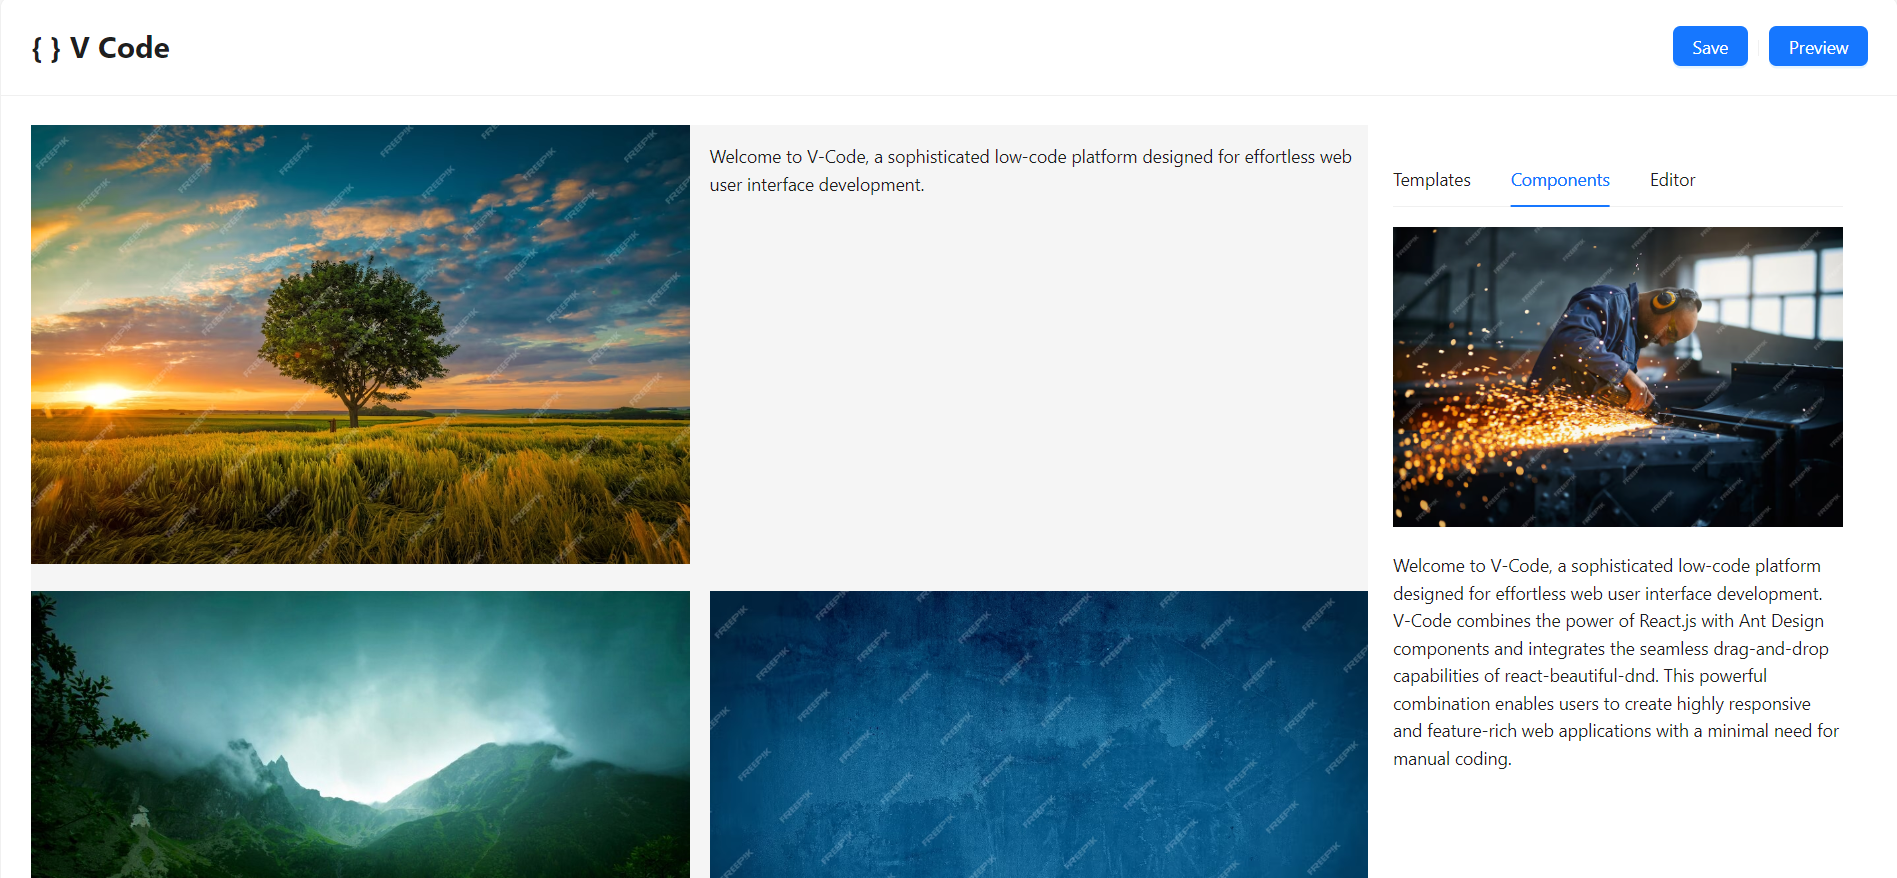 { } V Code
Save
Preview
Welcome to V-Code, a sophisticated low-code platform designed for effortless web
user interface development.
Templates
Components
Editor
Welcome to V-Code, a sophisticated low-code platform
designed for effortless web user interface development.
V-Code combines the power of React.js with Ant Design
components and integrates the seamless drag-and-drop
capabilities of react-beautiful-dnd. This powerful
combination enables users to create highly responsive
and feature-rich web applications with a minimal need for
manual coding.
FREEPIK